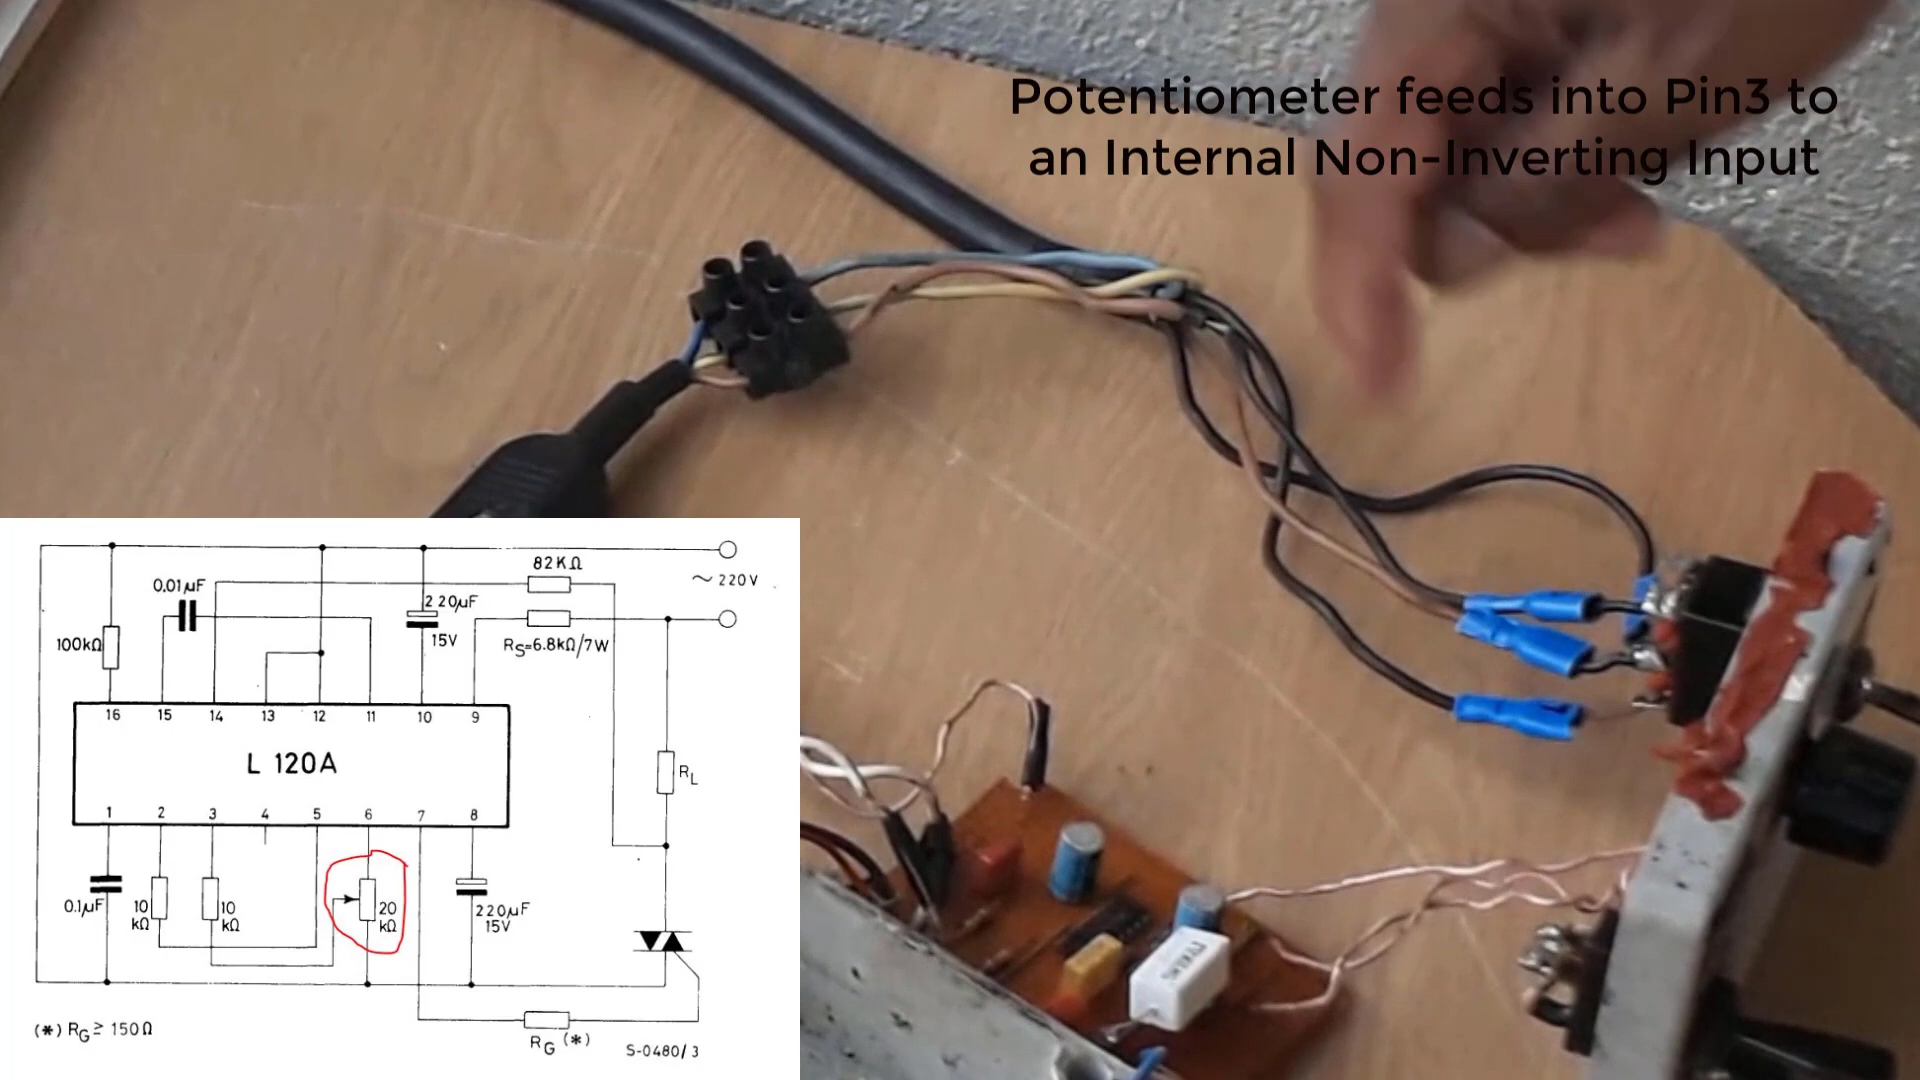 Potentiometer feeds into Pin3 to
an Internal Non-Inverting Input
82KΩ
0.01µF
~ 220V
2 20µF
15V
100kΩ
RS=6.8kΩ/7W
16 15 14 13 12 11 10 9
L 120A
RL
1 2 3 4 5 6 7 8
0.1µF
10
kΩ
10
kΩ
20
kΩ
220µF
15V
(*) RG ≥ 150Ω
RG (*)
S-0480/3